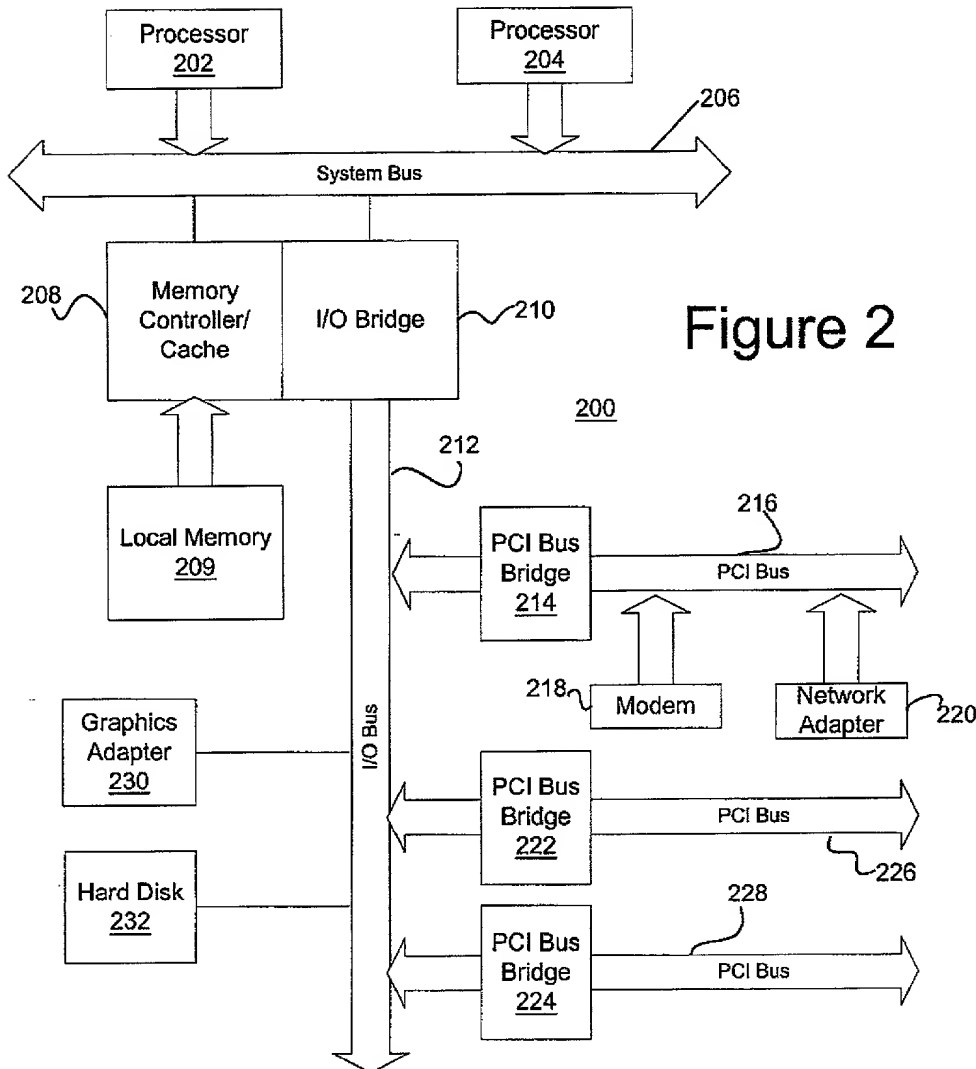 Processor
202
Processor
204
206
System Bus
208
Memory
Controller/
Cache
I/O Bridge
210
Figure 2
200
212
Local Memory
209
216
PCI Bus
Bridge
214
PCI Bus
218
Modem
Network
Adapter
220
Graphics
Adapter
230
I/O Bus
PCI Bus
Bridge
222
PCI Bus
226
Hard Disk
232
228
PCI Bus
Bridge
224
PCI Bus